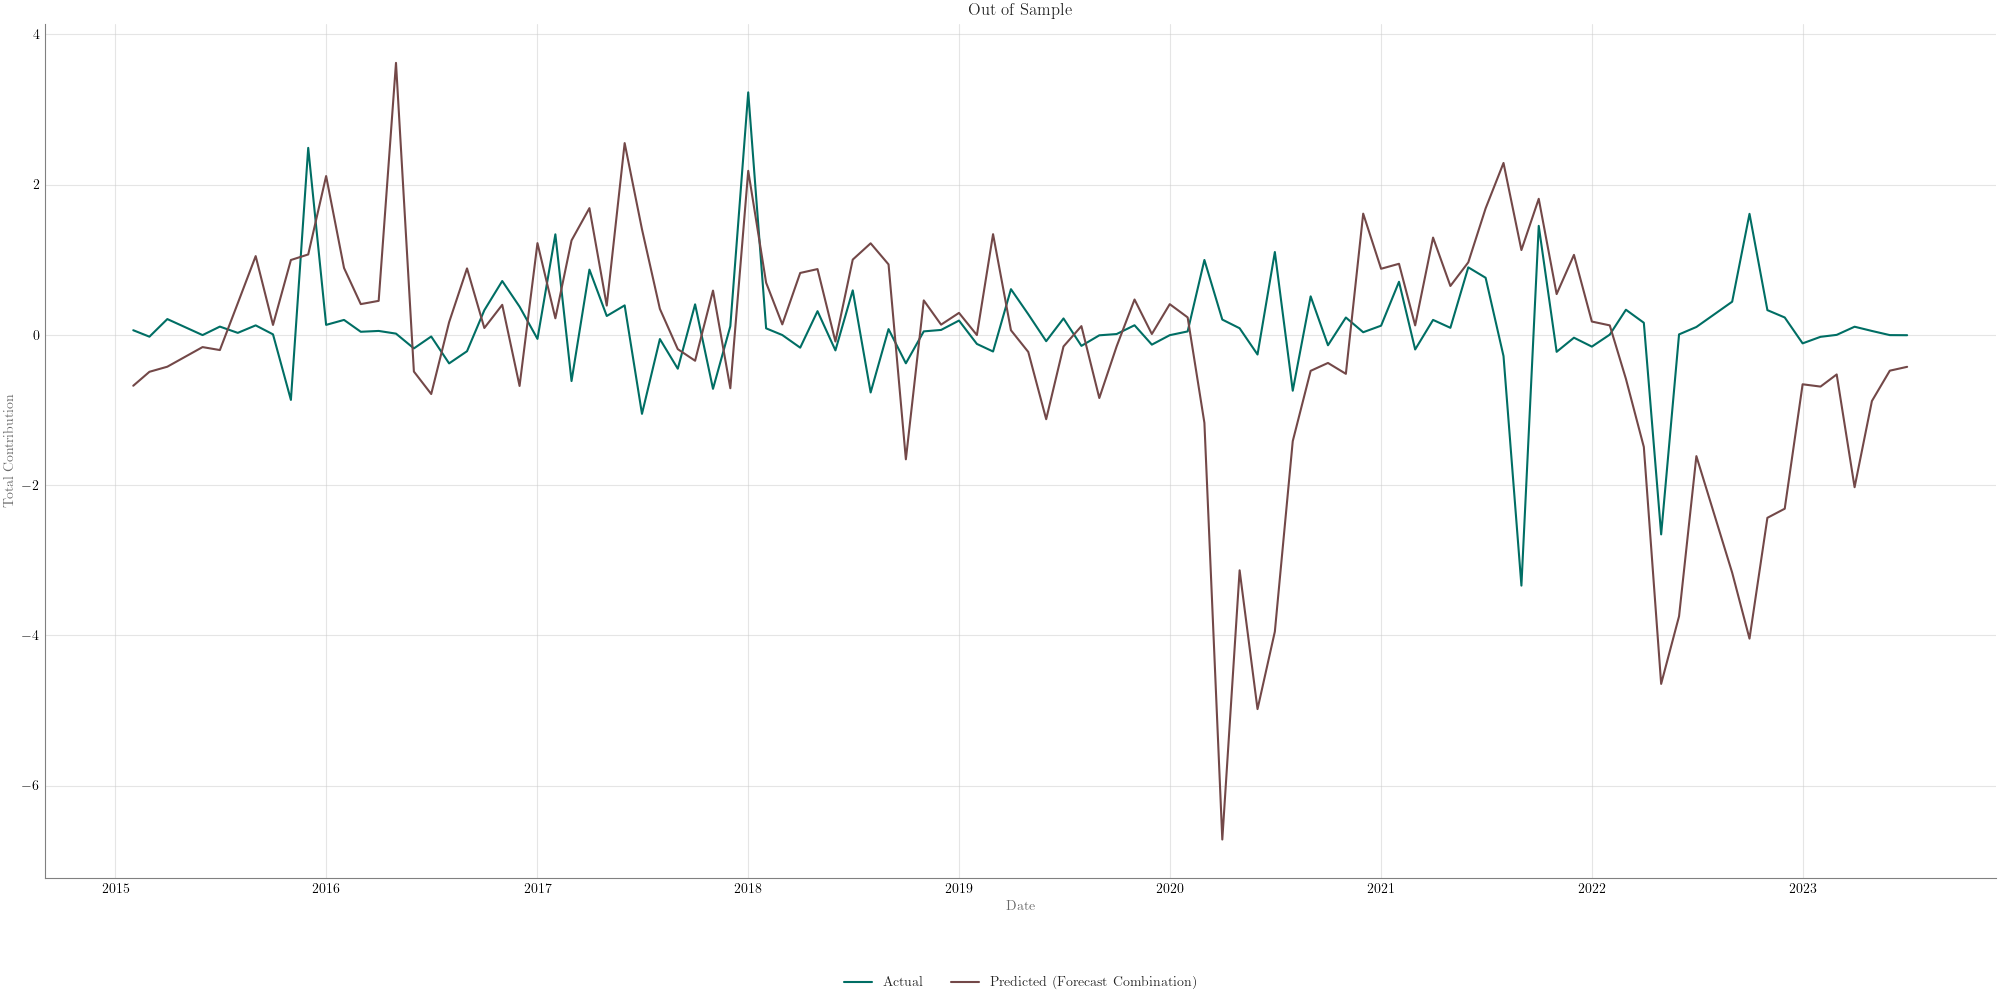 Out of Sample
4
2
0
−2
−4
−6
Total Contribution
2015 2016 2017 2018 2019 2020 2021 2022 2023
Date
Actual Predicted (Forecast Combination)